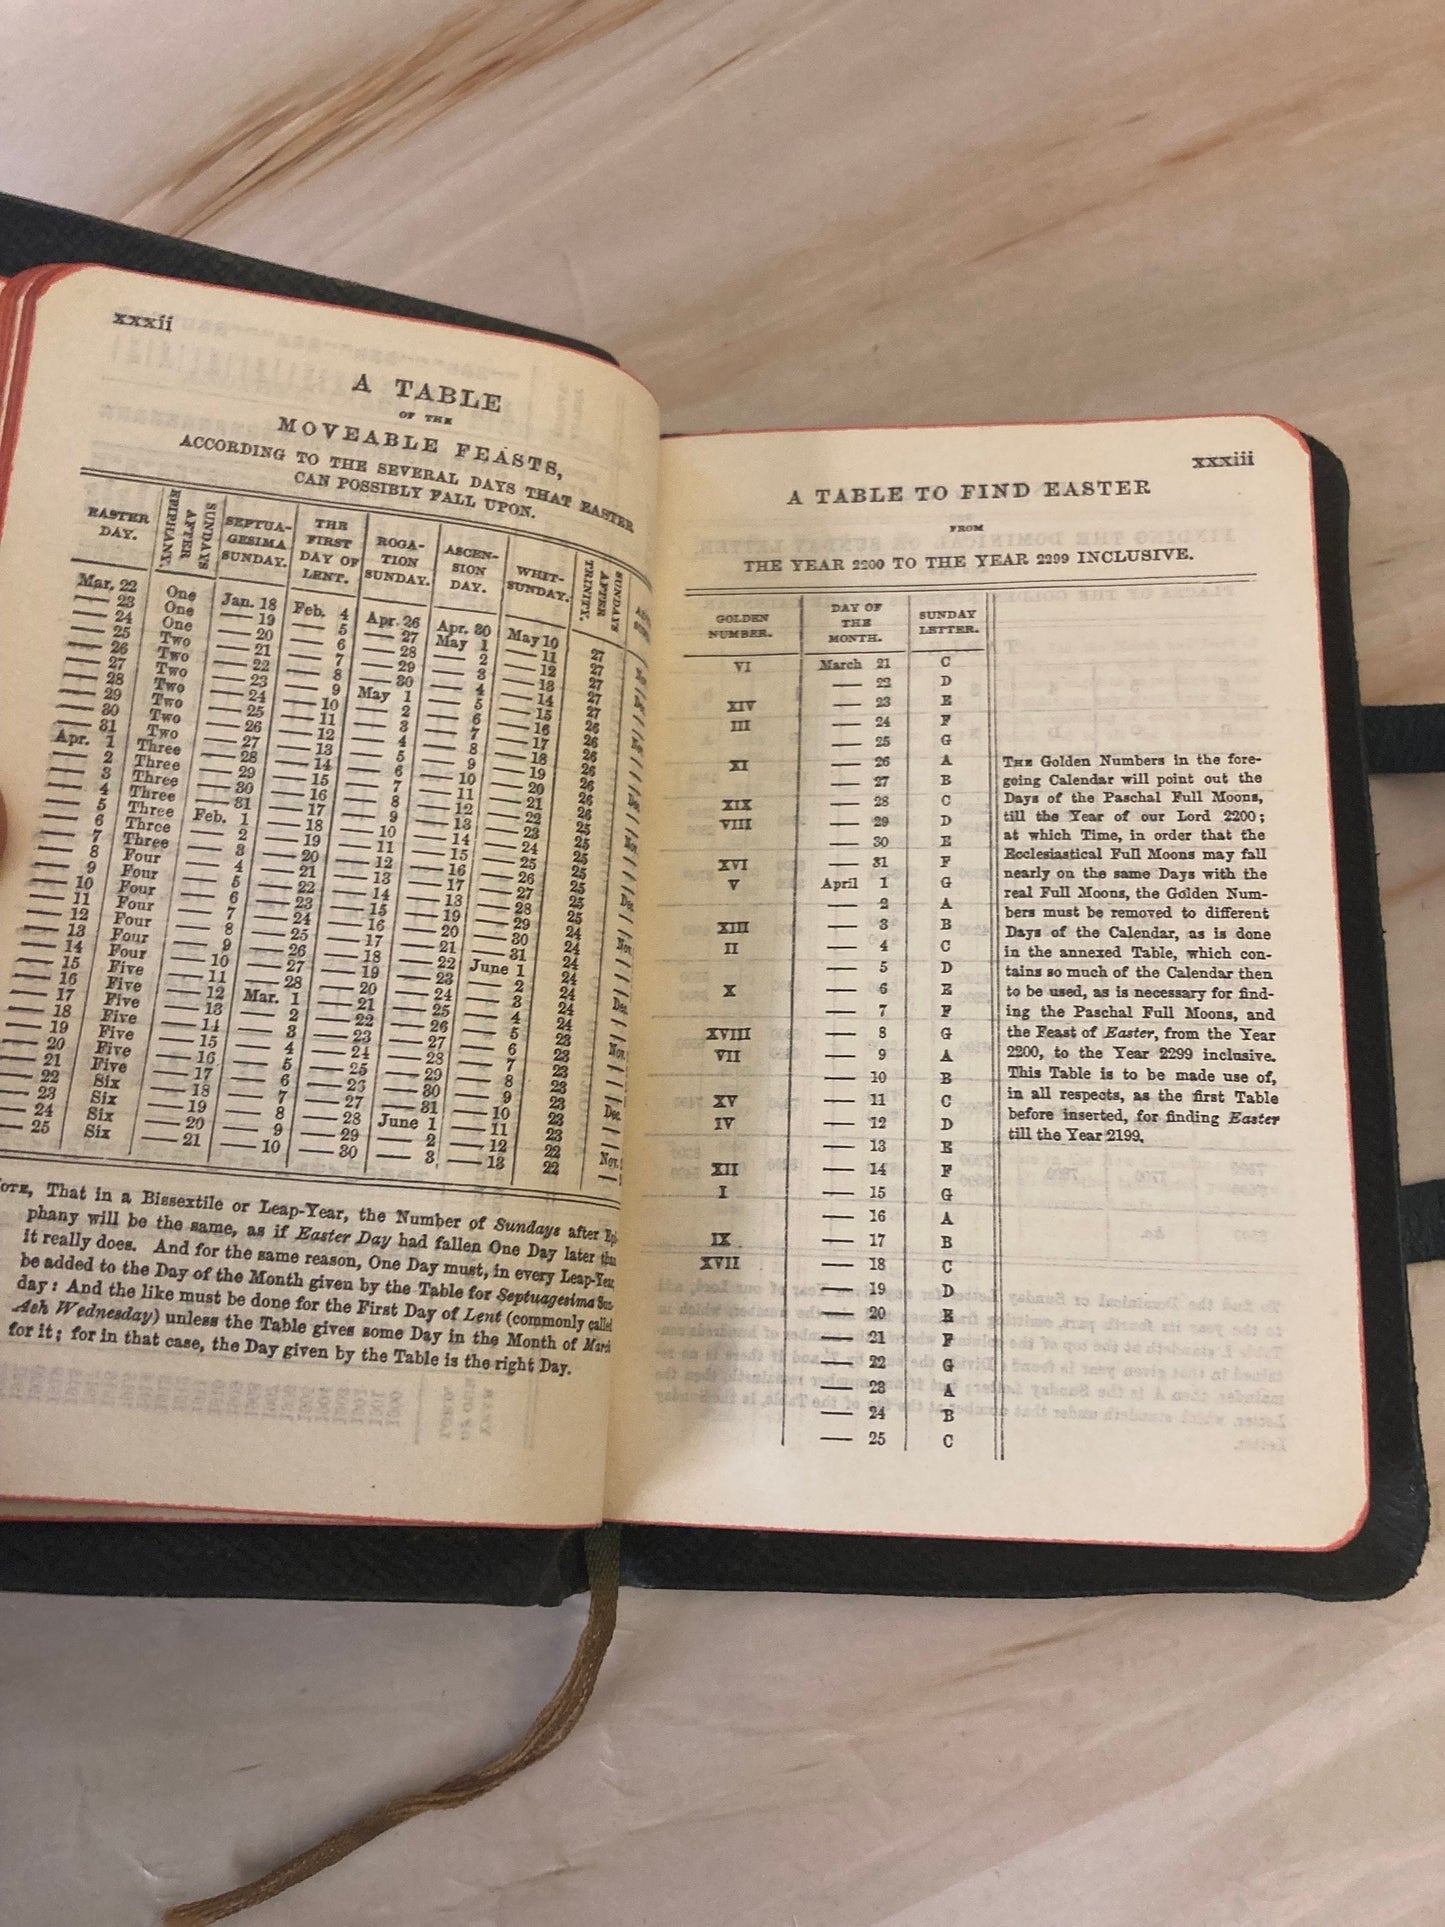 xxxii
A TABLE
OF THE
MOVEABLE FEASTS,
ACCORDING TO THE SEVERAL DAYS THAT EASTER
CAN POSSIBLY FALL UPON.
EASTER DAY. SUNDAYS AFTER EPIPHANY. SEPTUA-GESIMA SUNDAY. THE FIRST DAY OF LENT. ROGA-TION SUNDAY. ASCEN-SION DAY. WHIT-SUNDAY. SUNDAYS AFTER TRINITY.
Mar. 22 One Jan. 18 Feb. 4 Apr. 26 Apr. 30 May 10 27
— 23 One — 19 — 5 — 27 May 1 — 11 27
— 24 One — 20 — 6 — 28 — 2 — 12 27
— 25 Two — 21 — 7 — 29 — 3 — 13 27
— 26 Two — 22 — 8 — 30 — 4 — 14 27
— 27 Two — 23 — 9 May 1 — 5 — 15 26
— 28 Two — 24 — 10 — 2 — 6 — 16 26
— 29 Two — 25 — 11 — 3 — 7 — 17 26
— 30 Two — 26 — 12 — 4 — 8 — 18 26
— 31 Two — 27 — 13 — 5 — 9 — 19 26
Apr. 1 Three — 28 — 14 — 6 — 10 — 20 26
— 2 Three — 29 — 15 — 7 — 11 — 21 26
— 3 Three — 30 — 16 — 8 — 12 — 22 25
— 4 Three — 31 — 17 — 9 — 13 — 23 25
— 5 Three Feb. 1 — 18 — 10 — 14 — 24 25
— 6 Three — 2 — 19 — 11 — 15 — 25 25
— 7 Three — 3 — 20 — 12 — 16 — 26 25
— 8 Four — 4 — 21 — 13 — 17 — 27 25
— 9 Four — 5 — 22 — 14 — 18 — 28 25
— 10 Four — 6 — 23 — 15 — 19 — 29 24
— 11 Four — 7 — 24 — 16 — 20 — 30 24
— 12 Four — 8 — 25 — 17 — 21 — 31 24
— 13 Four — 9 — 26 — 18 — 22 June 1 24
— 14 Four — 10 — 27 — 19 — 23 — 2 24
— 15 Five — 11 — 28 — 20 — 24 — 3 24
— 16 Five — 12 Mar. 1 — 21 — 25 — 4 24
— 17 Five — 13 — 2 — 22 — 26 — 5 23
— 18 Five — 14 — 3 — 23 — 27 — 6 23
— 19 Five — 15 — 4 — 24 — 28 — 7 23
— 20 Five — 16 — 5 — 25 — 29 — 8 23
— 21 Five — 17 — 6 — 26 — 30 — 9 23
— 22 Six — 18 — 7 — 27 — 31 — 10 23
— 23 Six — 19 — 8 — 28 June 1 — 11 23
— 24 Six — 20 — 9 — 29 — 2 — 12 22
— 25 Six — 21 — 10 — 30 — 3 — 13 22
That in a Bissextile or Leap-Year, the Number of Sundays after Epi-
phany will be the same, as if Easter Day had fallen One Day later than
it really does. And for the same reason, One Day must, in every Leap-Year,
be added to the Day of the Month given by the Table for Septuagesima Sun-
day: And the like must be done for the First Day of Lent (commonly called
Ash Wednesday) unless the Table gives some Day in the Month of March
for it; for in that case, the Day given by the Table is the right Day.
xxxiii
A TABLE TO FIND EASTER
FROM
THE YEAR 2200 TO THE YEAR 2299 INCLUSIVE.
GOLDEN NUMBER. DAY OF THE MONTH. SUNDAY LETTER.
VI March 21 C
— 22 D
XIV — 23 E
III — 24 F
— 25 G
XI — 26 A
— 27 B
XIX — 28 C
VIII — 29 D
— 30 E
XVI — 31 F
V April 1 G
— 2 A
XIII — 3 B
II — 4 C
— 5 D
X — 6 E
— 7 F
XVIII — 8 G
VII — 9 A
— 10 B
XV — 11 C
IV — 12 D
— 13 E
XII — 14 F
I — 15 G
— 16 A
IX — 17 B
XVII — 18 C
— 19 D
— 20 E
— 21 F
— 22 G
— 23 A
— 24 B
— 25 C
THE Golden Numbers in the fore-
going Calendar will point out the
Days of the Paschal Full Moons,
till the Year of our Lord 2200;
at which Time, in order that the
Ecclesiastical Full Moons may fall
nearly on the same Days with the
real Full Moons, the Golden Num-
bers must be removed to different
Days of the Calendar, as is done
in the annexed Table, which con-
tains so much of the Calendar then
to be used, as is necessary for find-
ing the Paschal Full Moons, and
the Feast of Easter, from the Year
2200, to the Year 2299 inclusive.
This Table is to be made use of,
in all respects, as the first Table
before inserted, for finding Easter
till the Year 2199.